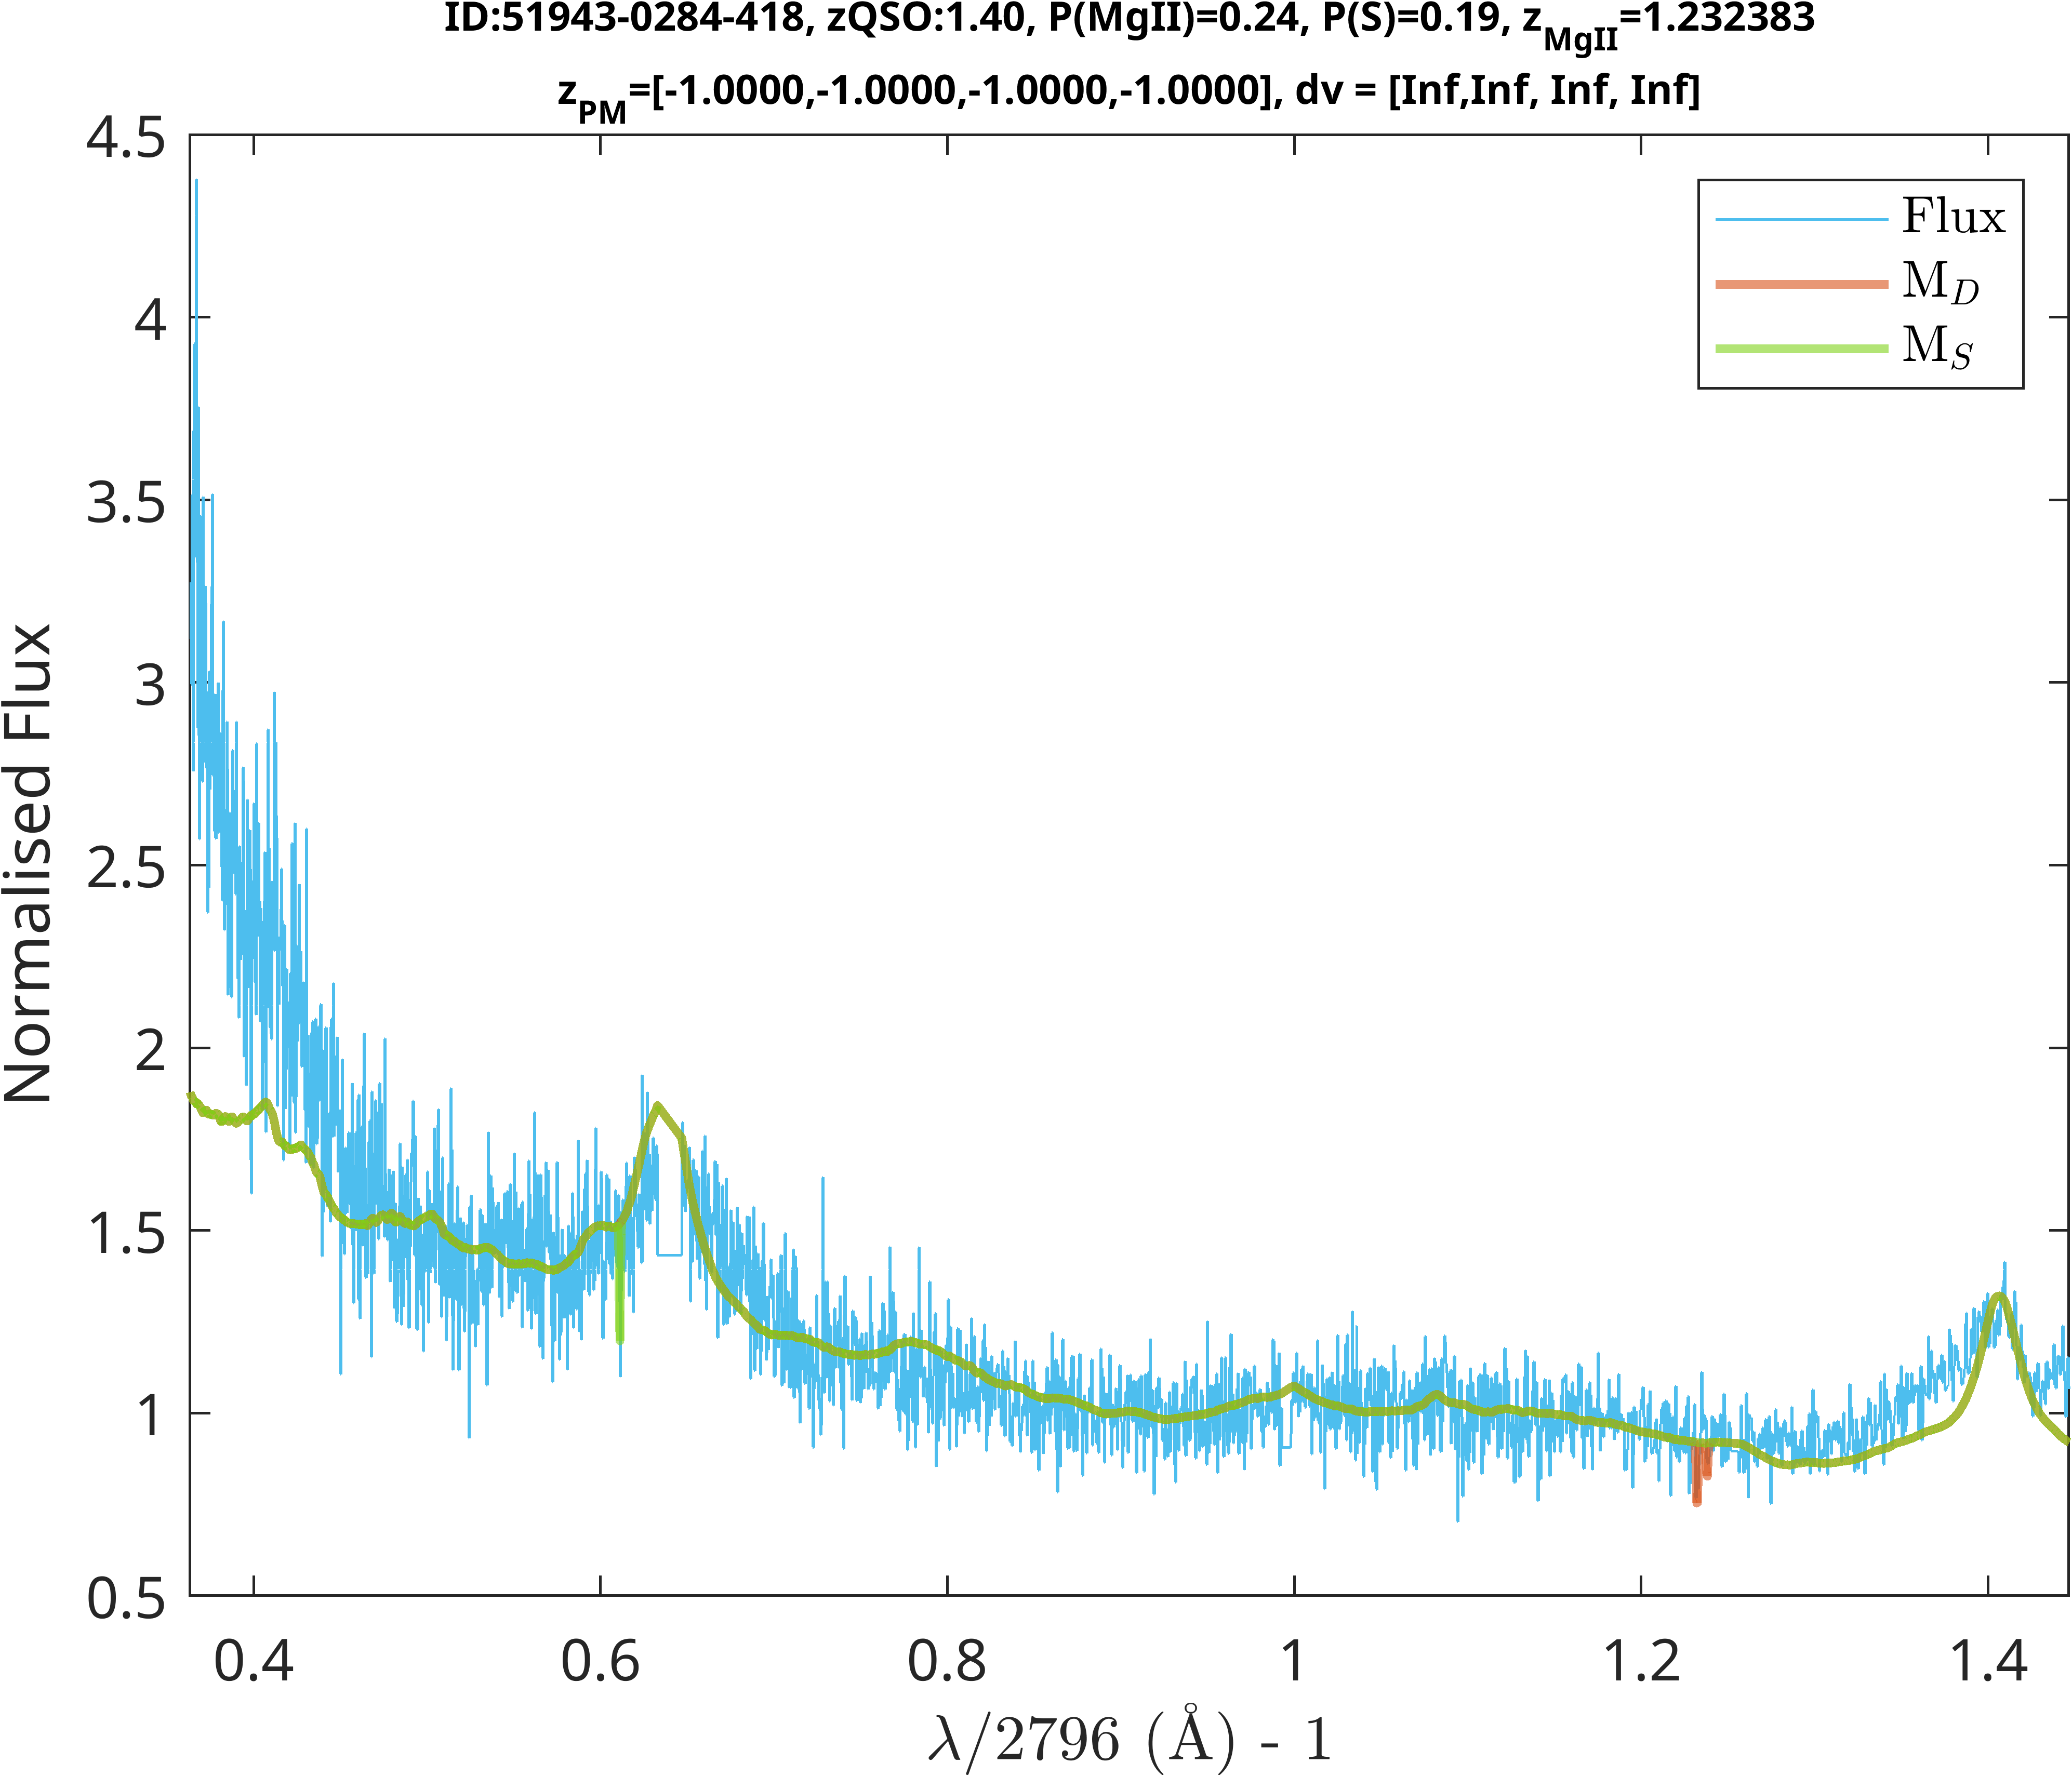 ID:51943-0284-418, zQSO:1.40, P(MgII)=0.24, P(S)=0.19, zMgII=1.232383
zPM=[-1.0000,-1.0000,-1.0000,-1.0000], dv = [Inf,Inf, Inf, Inf]
4.5
4
3.5
3
2.5
2
1.5
1
0.5
Normalised Flux
Flux
MD
MS
0.4
0.6
0.8
1
1.2
1.4
λ/2796 (Å) - 1